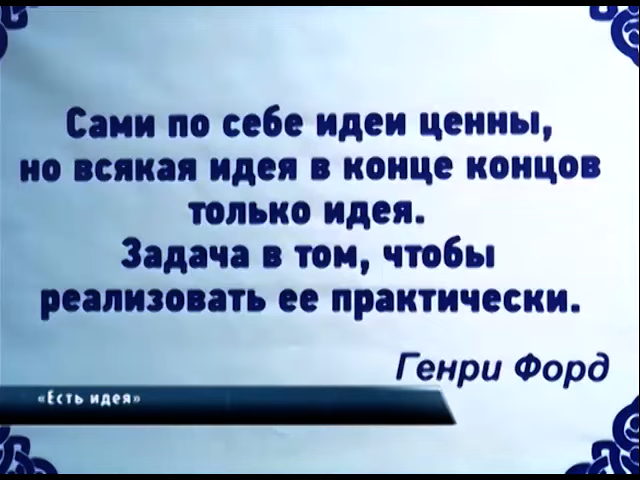 Сами по себе идеи ценны,
но всякая идея в конце концов
только идея.
Задача в том, чтобы
реализовать ее практически.
Генри Форд
«Есть идея»